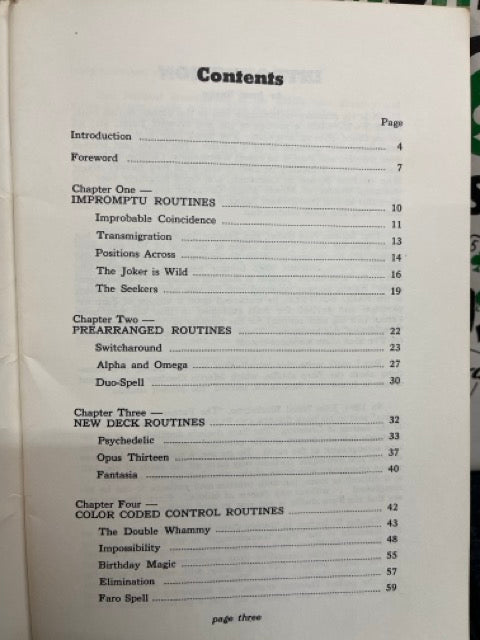 Contents
Page
Introduction 4
Foreword 7
Chapter One —
IMPROMPTU ROUTINES 10
Improbable Coincidence 11
Transmigration 13
Positions Across 14
The Joker is Wild 16
The Seekers 19
Chapter Two —
PREARRANGED ROUTINES 22
Switcharound 23
Alpha and Omega 27
Duo-Spell 30
Chapter Three —
NEW DECK ROUTINES 32
Psychedelic 33
Opus Thirteen 37
Fantasia 40
Chapter Four —
COLOR CODED CONTROL ROUTINES 42
The Double Whammy 43
Impossibility 48
Birthday Magic 55
Elimination 57
Faro Spell 59
page three